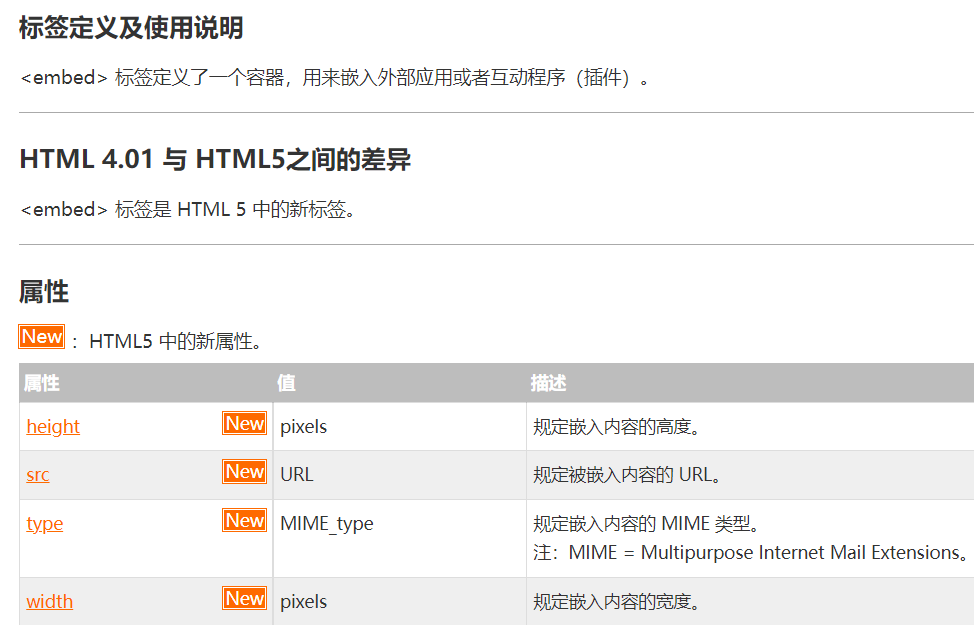 标签定义及使用说明
<embed> 标签定义了一个容器，用来嵌入外部应用或者互动程序（插件）。
HTML 4.01 与 HTML5之间的差异
<embed> 标签是 HTML 5 中的新标签。
属性
New ：HTML5 中的新属性。
属性 值 描述
height New pixels 规定嵌入内容的高度。
src New URL 规定被嵌入内容的 URL。
type New MIME_type 规定嵌入内容的 MIME 类型。
注：MIME = Multipurpose Internet Mail Extensions。
width New pixels 规定嵌入内容的宽度。